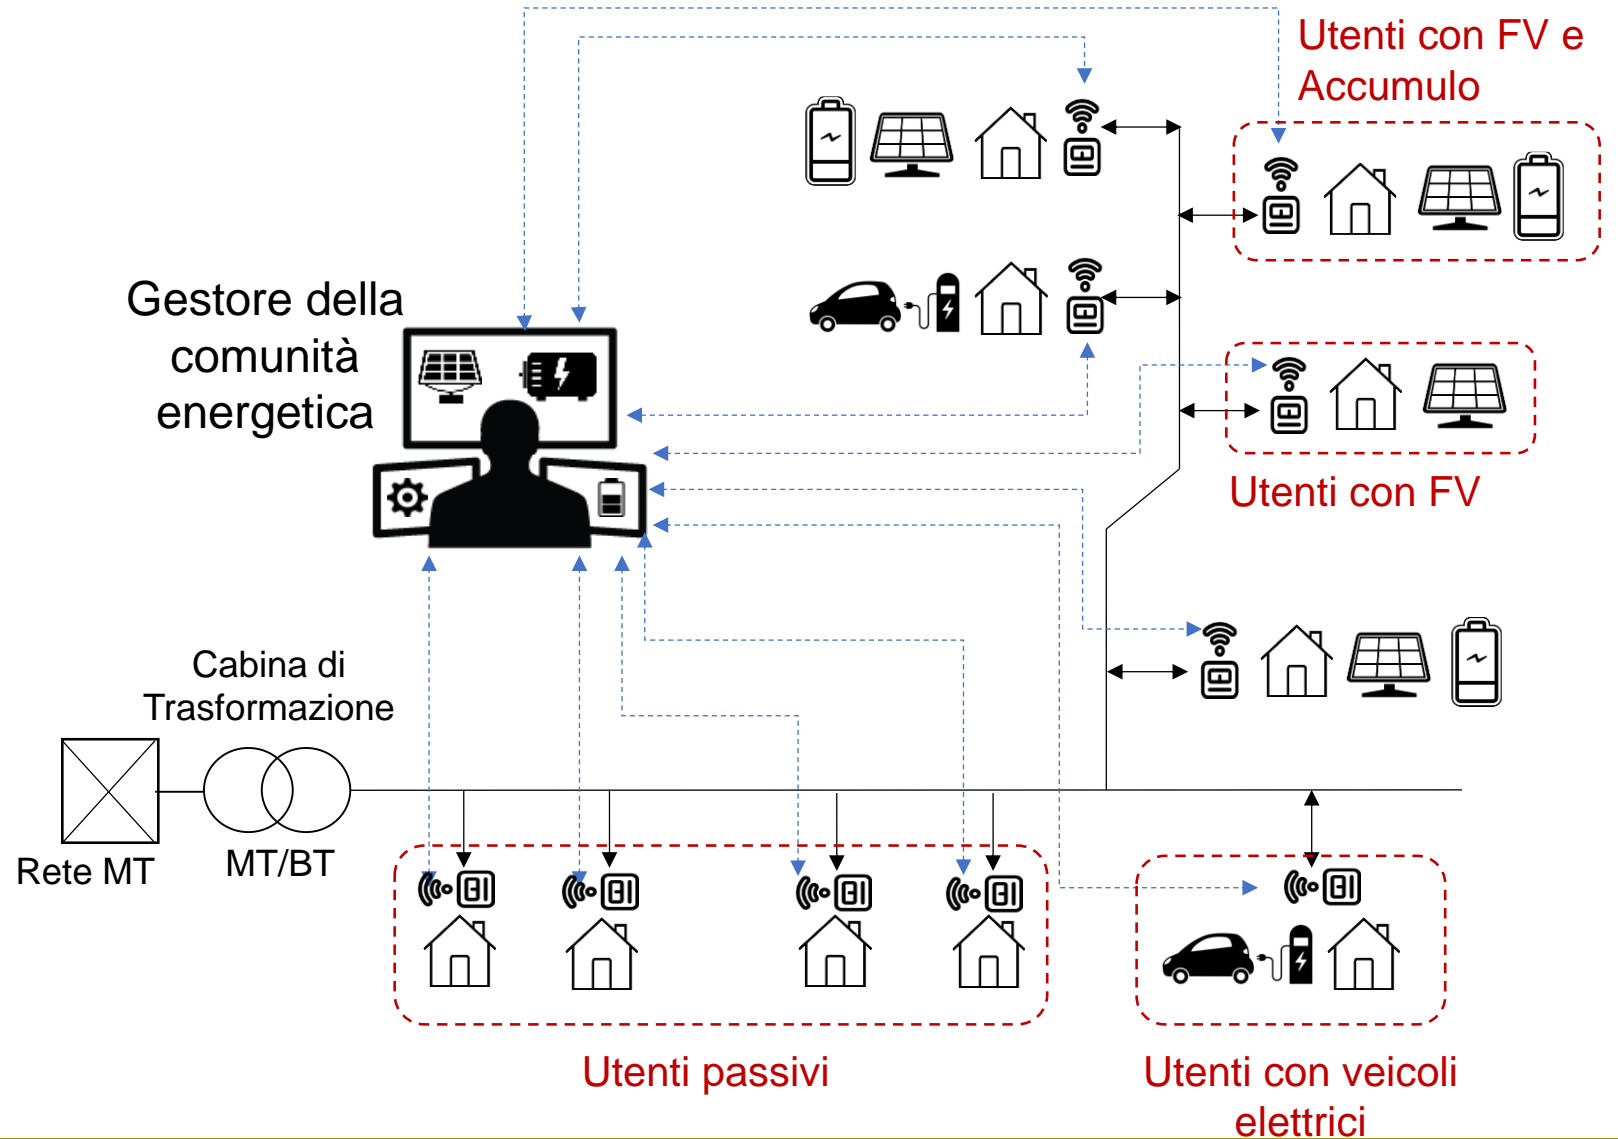 Utenti con FV e
Accumulo
Gestore della
comunità
energetica
Utenti con FV
Cabina di
Trasformazione
Rete MT
MT/BT
Utenti passivi
Utenti con veicoli
elettrici